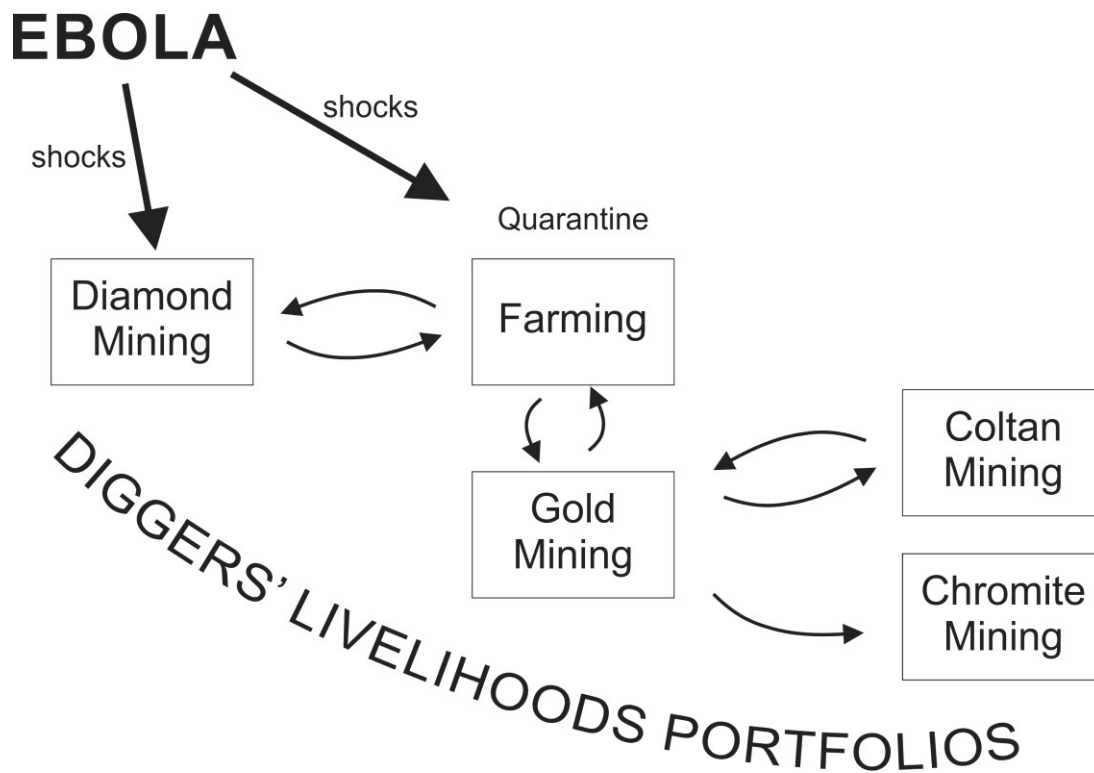 EBOLA
shocks
shocks
Quarantine
Diamond
Mining
Farming
Coltan
Mining
Gold
Mining
Chromite
Mining
DIGGERS’ LIVELIHOODS PORTFOLIOS